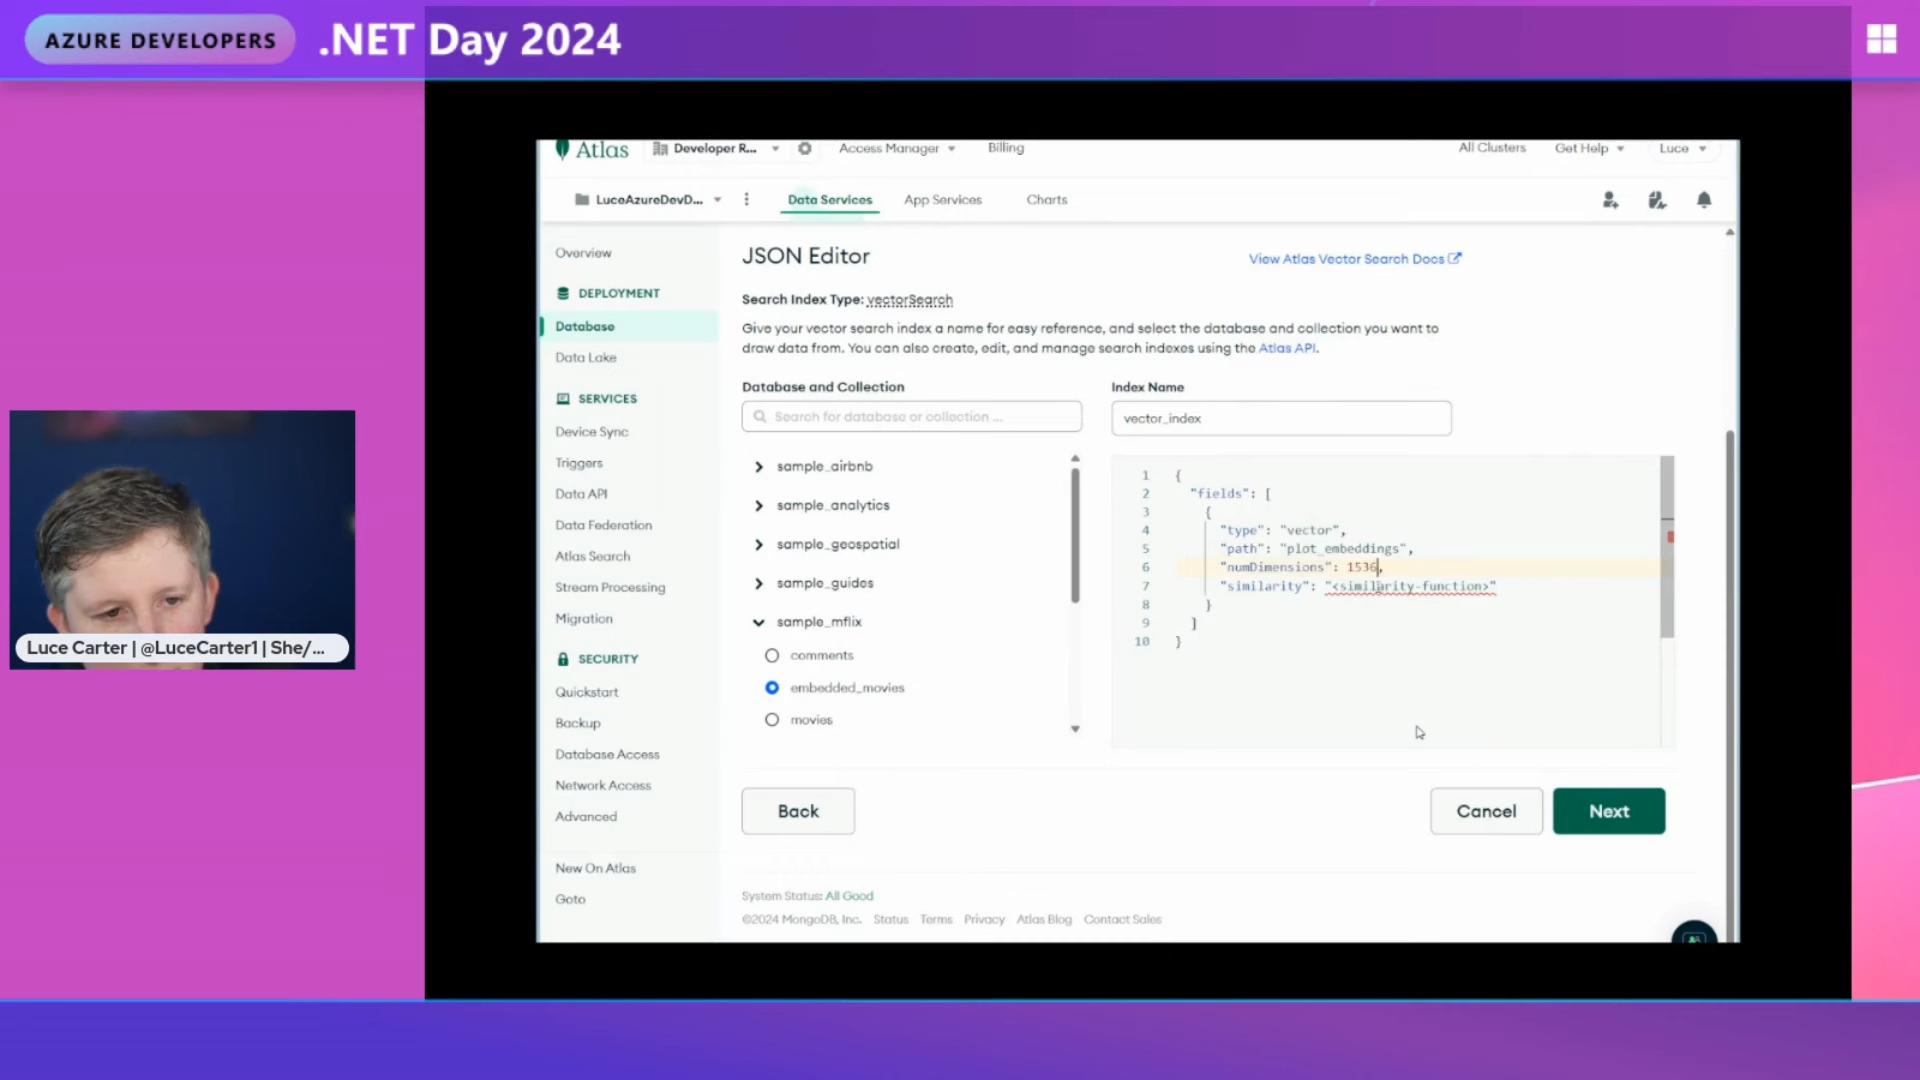 AZURE DEVELOPERS
.NET Day 2024
Atlas
Developer R...
Access Manager
Billing
All Clusters
Get Help
Luce
LuceAzureDevD...
Data Services
App Services
Charts
Overview
DEPLOYMENT
Database
Data Lake
SERVICES
Device Sync
Triggers
Data API
Data Federation
Atlas Search
Stream Processing
Migration
SECURITY
Quickstart
Backup
Database Access
Network Access
Advanced
New On Atlas
Goto
JSON Editor
View Atlas Vector Search Docs
Search Index Type: vectorSearch
Give your vector search index a name for easy reference, and select the database and collection you want to
draw data from. You can also create, edit, and manage search indexes using the Atlas API.
Database and Collection
Search for database or collection ...
sample_airbnb
sample_analytics
sample_geospatial
sample_guides
sample_mflix
comments
embedded_movies
movies
Index Name
vector_index
1 {
2 "fields": [
3 {
4 "type": "vector",
5 "path": "plot_embeddings",
6 "numDimensions": 1536,
7 "similarity": "<similarity-function>"
8 }
9 ]
10 }
Back
Cancel
Next
System Status: All Good
©2024 MongoDB, Inc. Status Terms Privacy Atlas Blog Contact Sales
Luce Carter | @LuceCarter1 | She/...